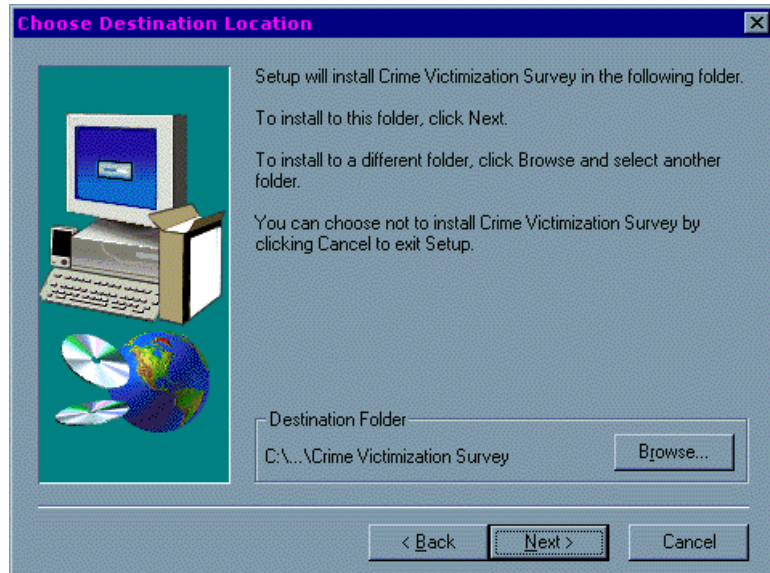 Choose Destination Location
Setup will install Crime Victimization Survey in the following folder.
To install to this folder, click Next.
To install to a different folder, click Browse and select another
folder.
You can choose not to install Crime Victimization Survey by
clicking Cancel to exit Setup.
Destination Folder
C:\...\Crime Victimization Survey
Browse...
< Back
Next >
Cancel